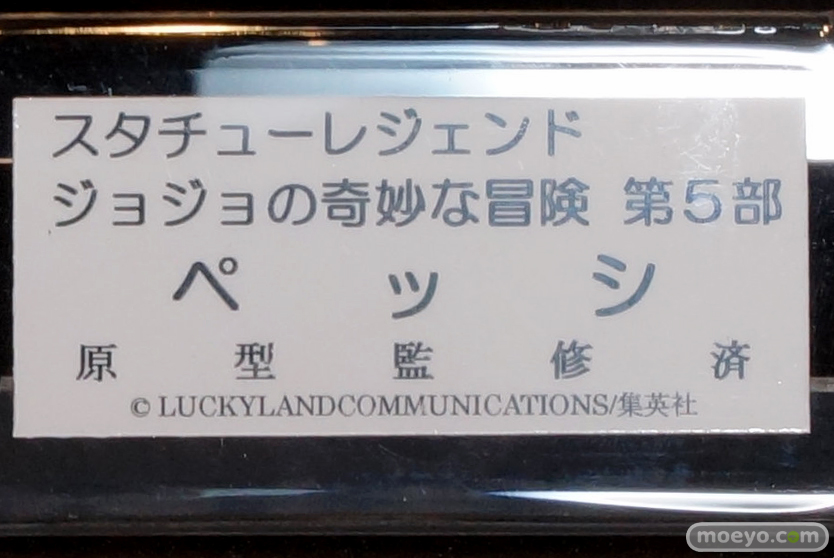 スタチューレジェンド
ジョジョの奇妙な冒険 第5部
ペッシ
原型監修済
© LUCKYLANDCOMMUNICATIONS/集英社
moeyo.com